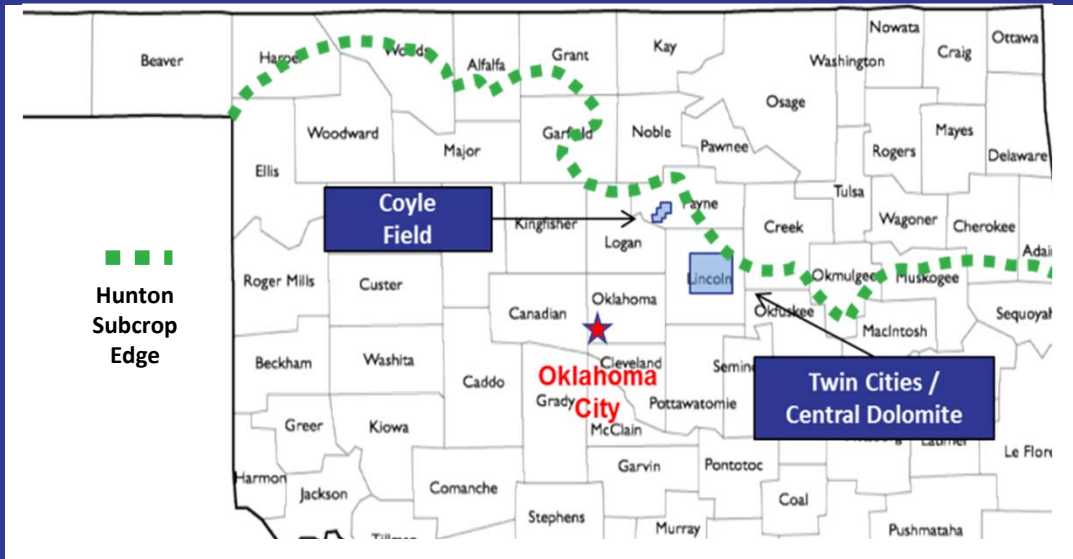 Nowata
Ottawa
Craig
Kay
Grant
Woods
Harper
Beaver
Alfalfa
Washington
Osage
Mayes
Woodward
Garfield
Noble
Major
Pawnee
Rogers
Delaware
Ellis
Tulsa
Coyle
Field
Payne
Kingfisher
Creek
Wagoner
Cherokee
Logan
Adair
Lincoln
Okmulgee
Muskogee
Roger Mills
Custer
Hunton
Subcrop
Edge
Oklahoma
Canadian
Okfuskee
Sequoyah
MacIntosh
Beckham
Washita
Cleveland
Caddo
Oklahoma
City
Seminole
Twin Cities /
Central Dolomite
Grady
Pottawatomie
McClain
Greer
Kiowa
Latimer
Le Flore
Garvin
Pontotoc
Harmon
Jackson
Comanche
Coal
Stephens
Murray
Pushmataha